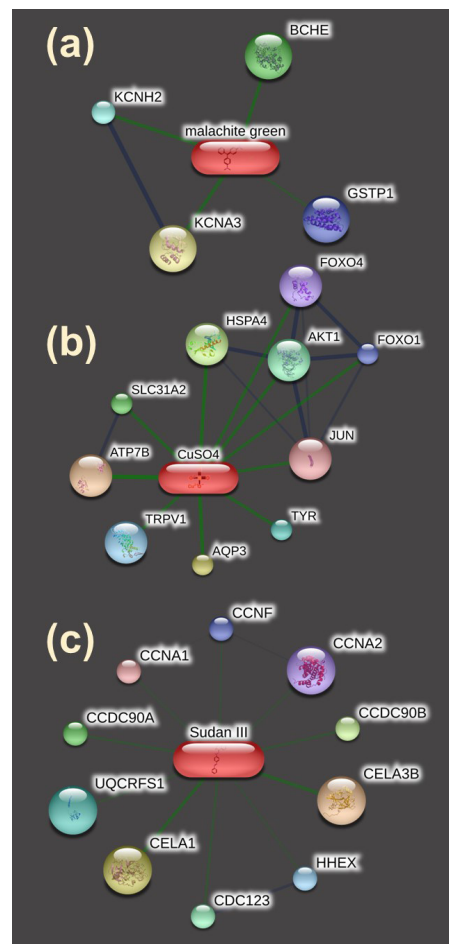 (a)
BCHE
KCNH2
malachite green
GSTP1
KCNA3
FOXO4
(b)
HSPA4
AKT1
FOXO1
SLC31A2
JUN
ATP7B
CuSO4
TRPV1
TYR
AQP3
(c)
CCNF
CCNA1
CCNA2
CCDC90A
CCDC90B
Sudan III
UQCRFS1
CELA3B
CELA1
HHEX
CDC123